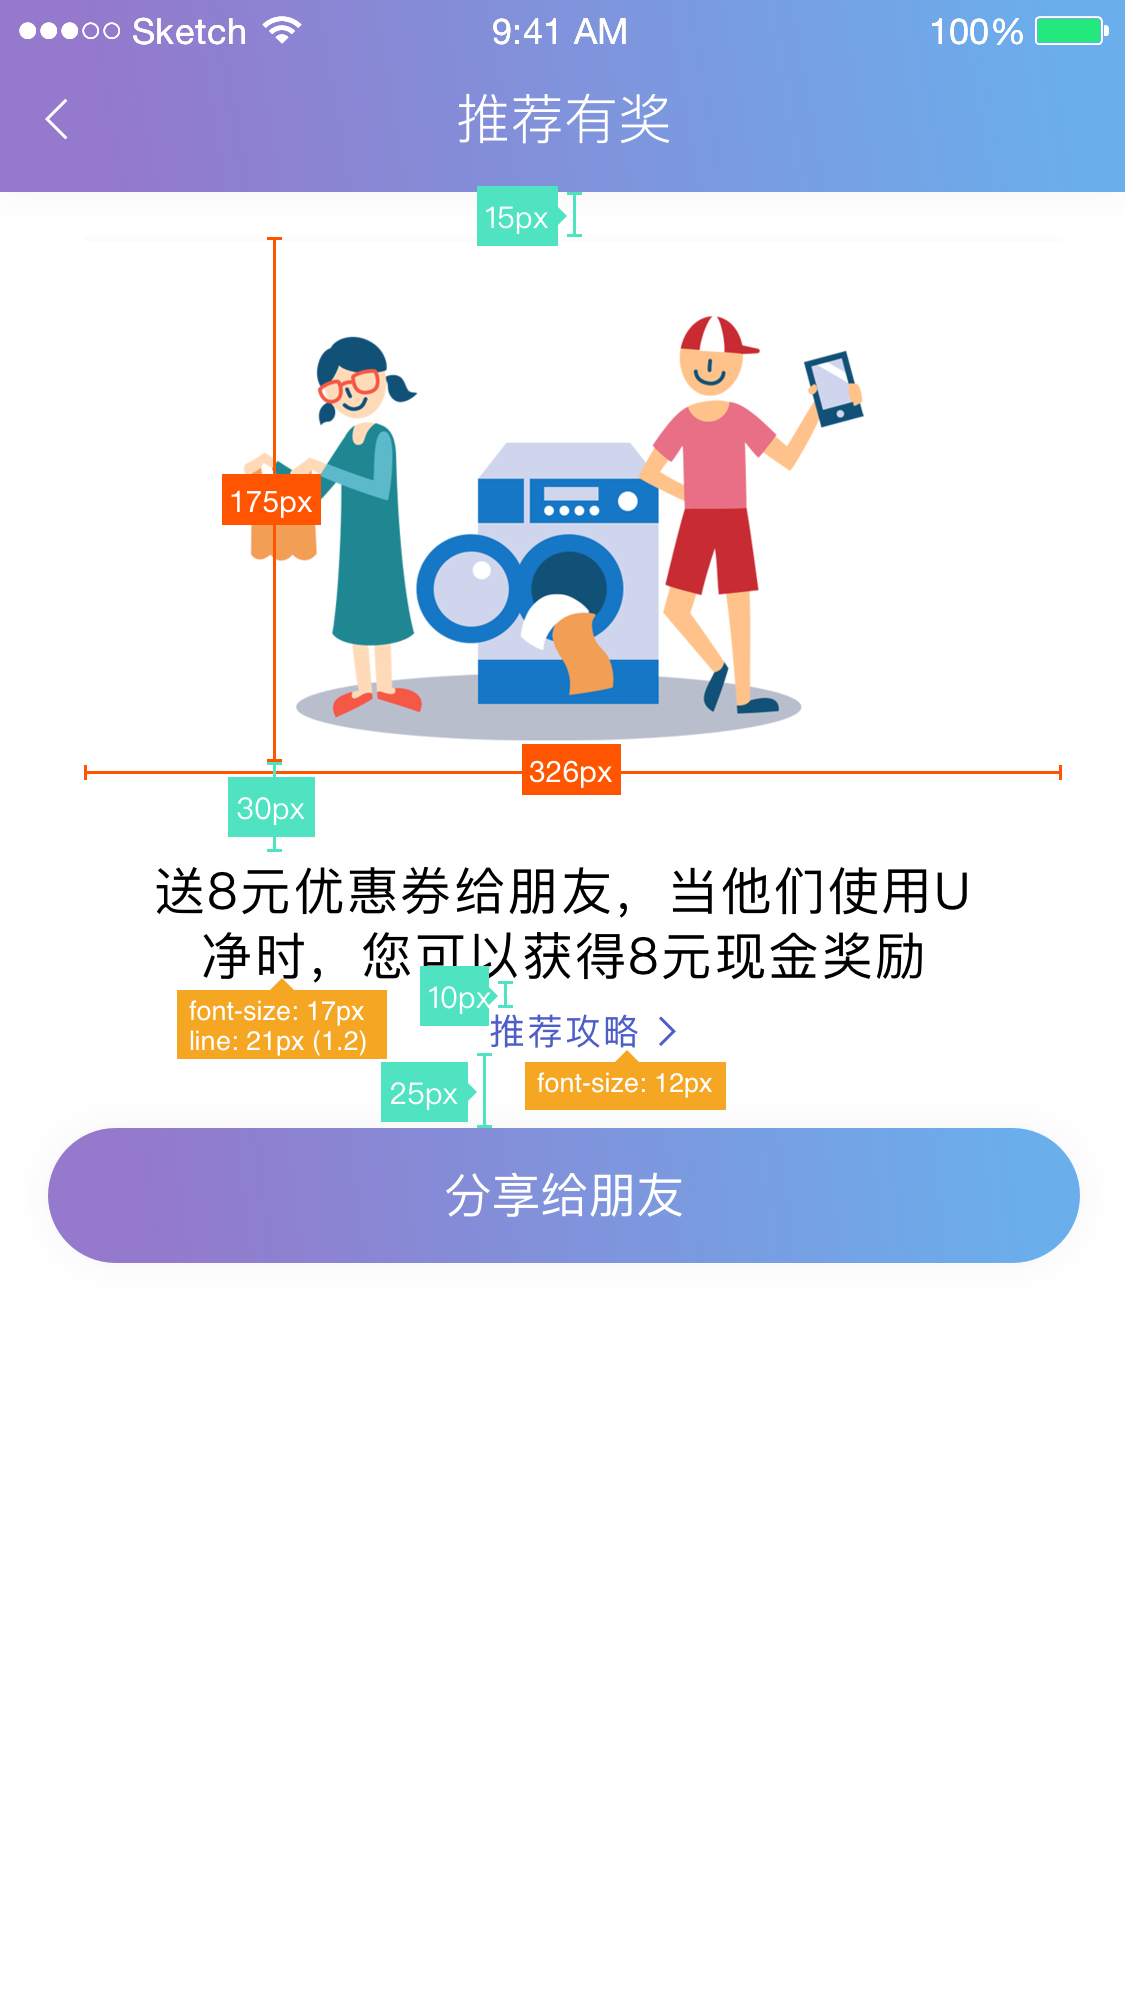 Sketch 9:41 AM 100%
推荐有奖
15px
175px
326px
30px
送8元优惠券给朋友，当他们使用U
净时，您可以获得8元现金奖励
10px
font-size: 17px
line: 21px (1.2)
推荐攻略
25px
font-size: 12px
分享给朋友